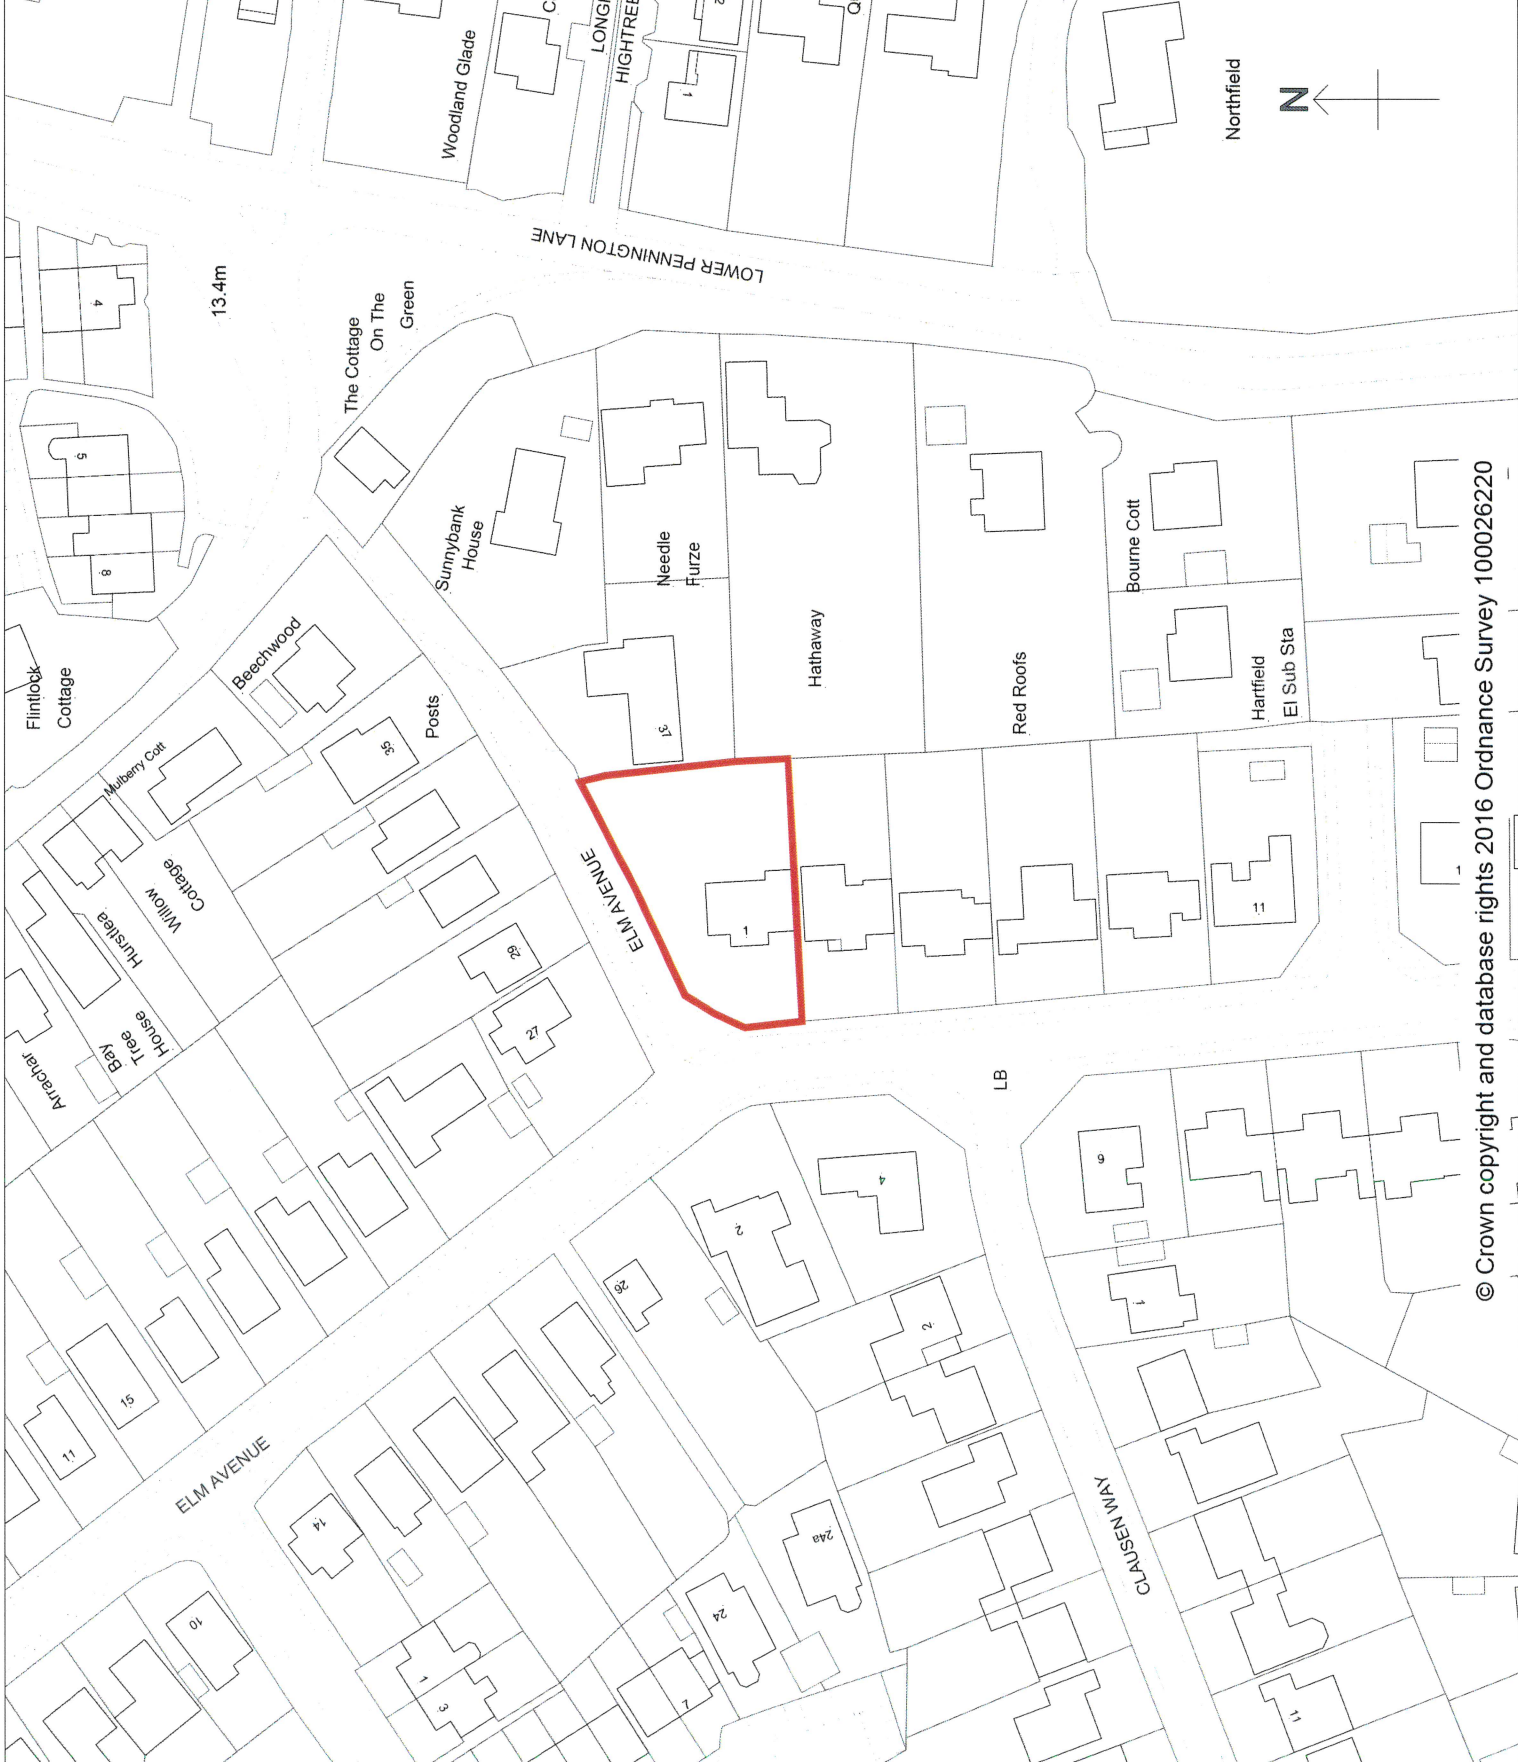 Woodland Glade
LONG
HIGHTREE
2
1
Northfield
N
LOWER PENNINGTON LANE
4
13.4m
The Cottage
On The
Green
5
8
Flintlock
Cottage
Beechwood
Sunnybank
House
Needle
Furze
Hathaway
Red Roofs
Bourne Cott
Hartfield
El Sub Sta
Mulberry Cott
35
Posts
37
Willow
Cottage
Hurstlea
Bay
Tree
House
Arrachar
29
27
ELM AVENUE
1
11
LB
2
4
6
26
2
1
15
11
ELM AVENUE
14
10
1
3
24a
24
7
CLAUSEN WAY
11
© Crown copyright and database rights 2016 Ordnance Survey 100026220